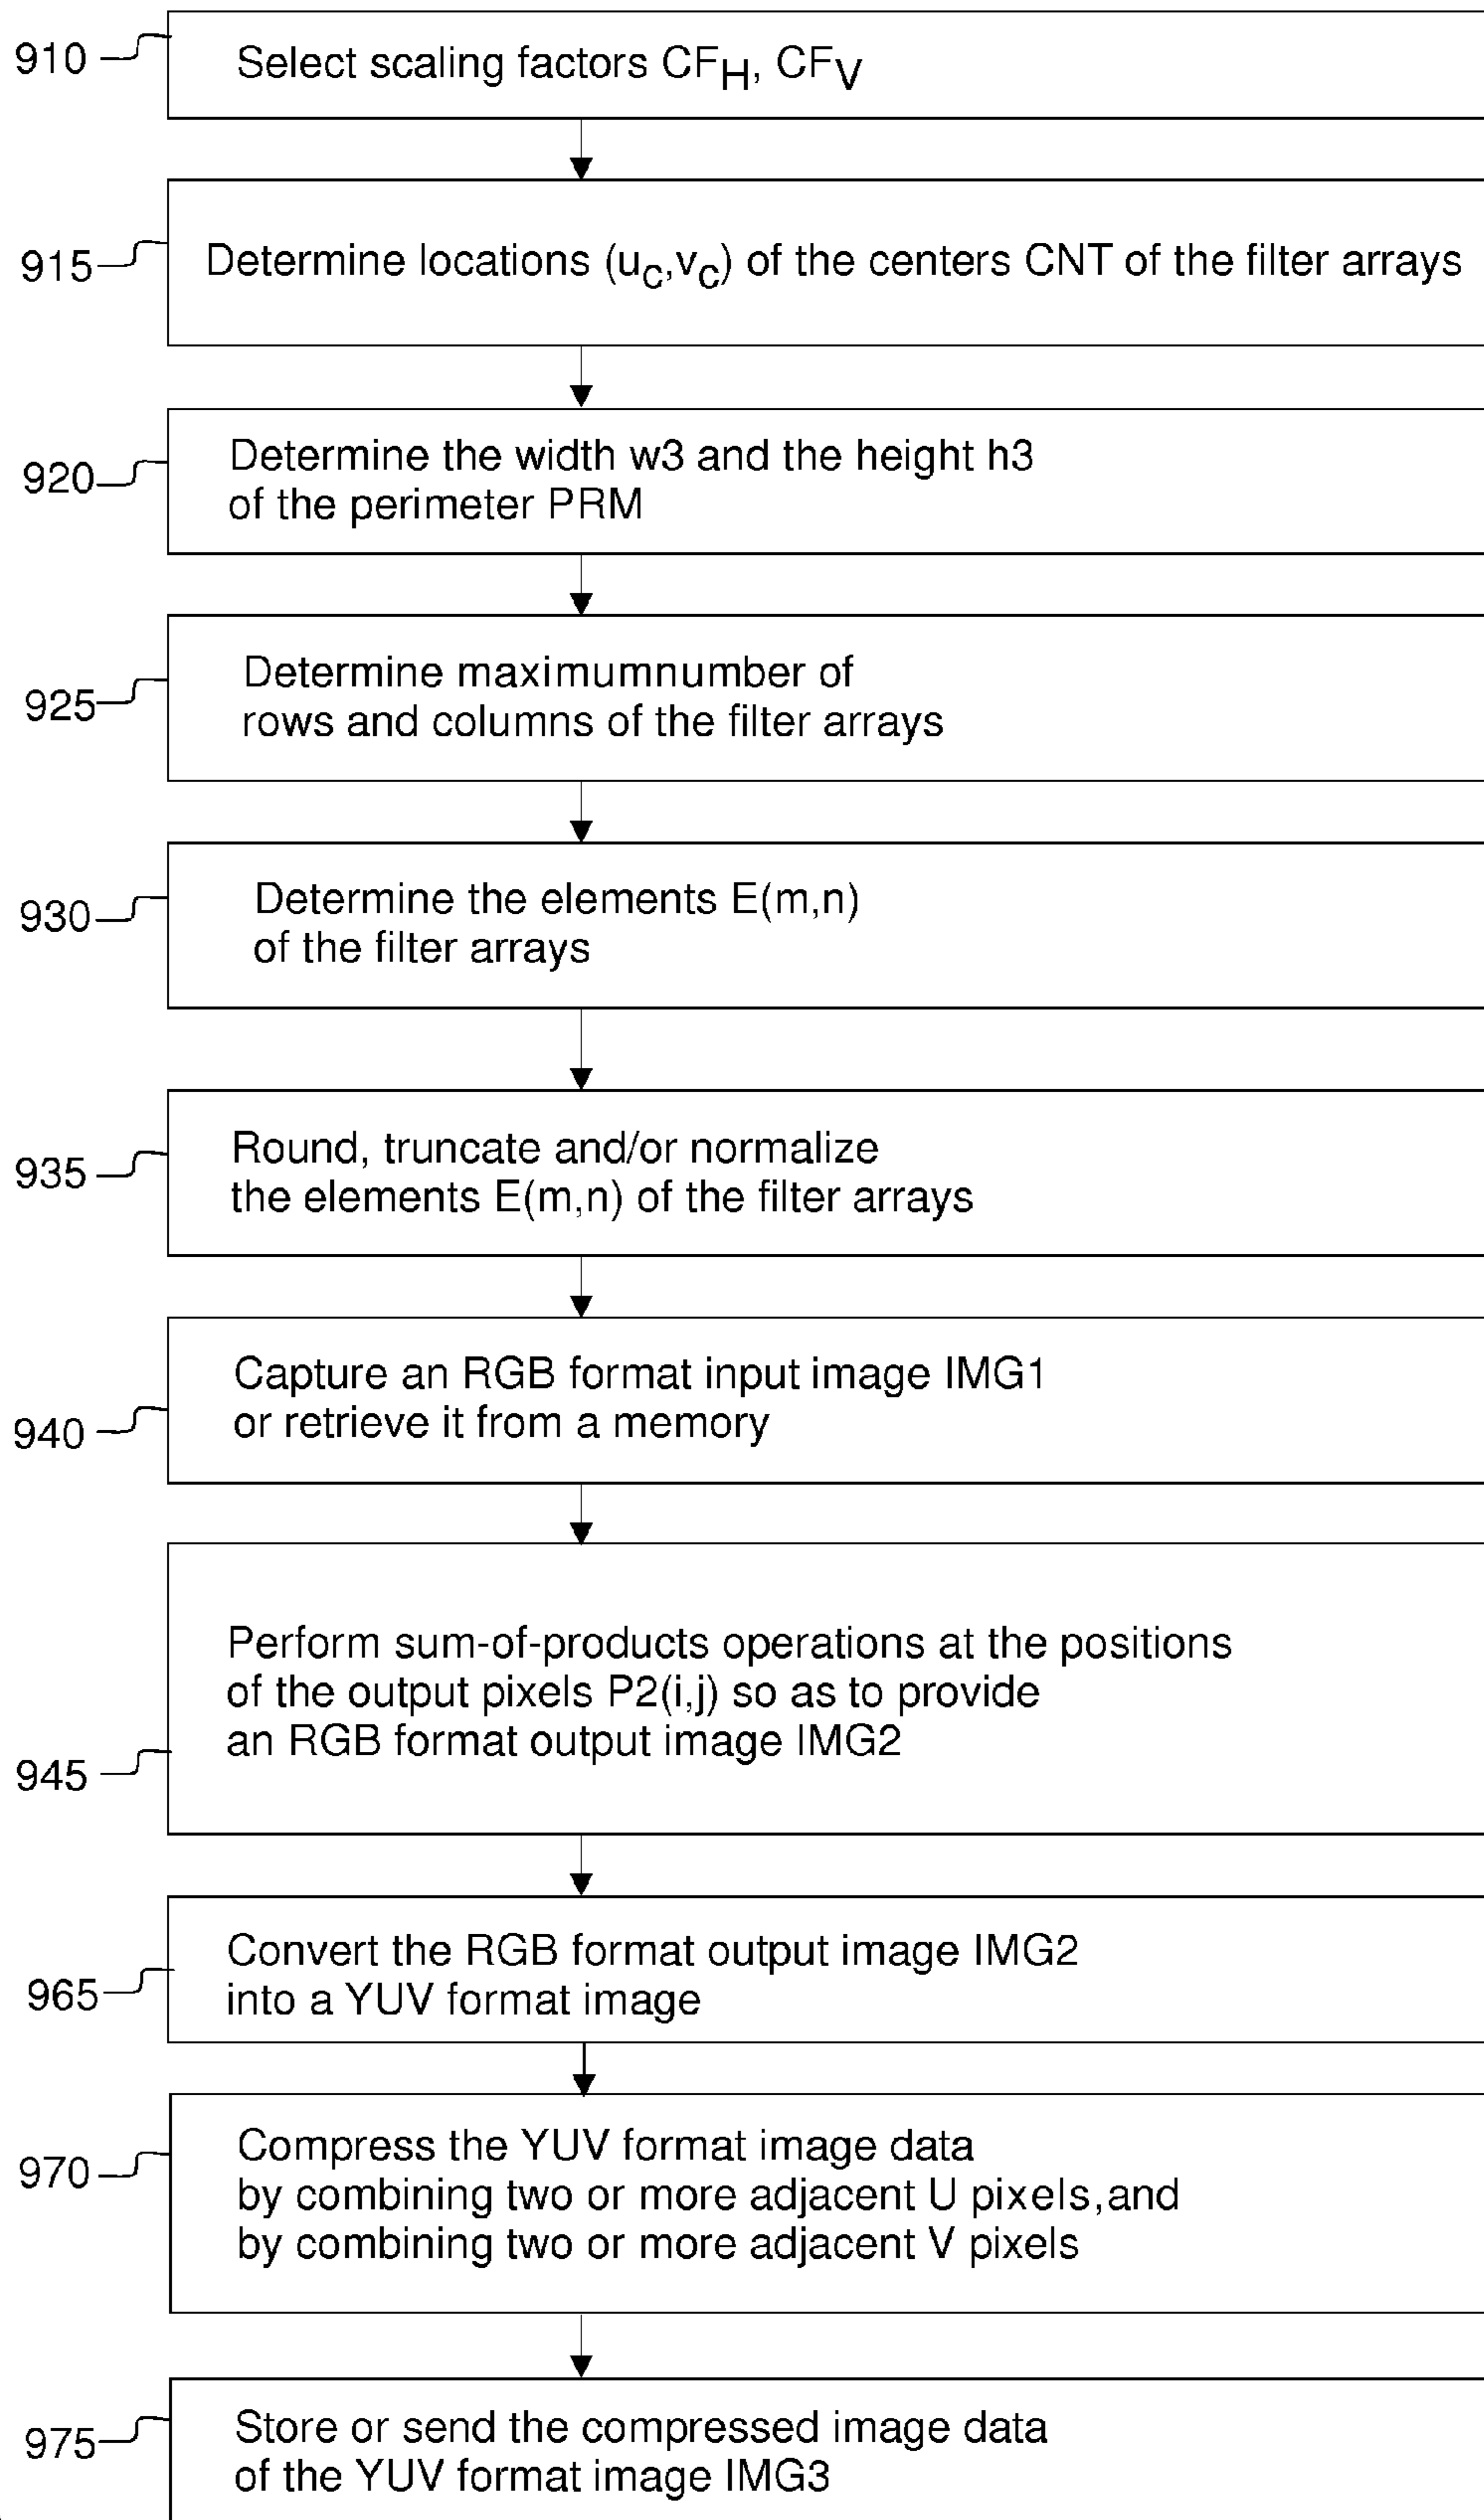 910
Select scaling factors CFH, CFV
915
Determine locations (uc,vc) of the centers CNT of the filter arrays
920
Determine the width w3 and the height h3
of the perimeter PRM
925
Determine maximumnumber of
rows and columns of the filter arrays
930
Determine the elements E(m,n)
of the filter arrays
935
Round, truncate and/or normalize
the elements E(m,n) of the filter arrays
940
Capture an RGB format input image IMG1
or retrieve it from a memory
945
Perform sum-of-products operations at the positions
of the output pixels P2(i,j) so as to provide
an RGB format output image IMG2
965
Convert the RGB format output image IMG2
into a YUV format image
970
Compress the YUV format image data
by combining two or more adjacent U pixels,and
by combining two or more adjacent V pixels
975
Store or send the compressed image data
of the YUV format image IMG3